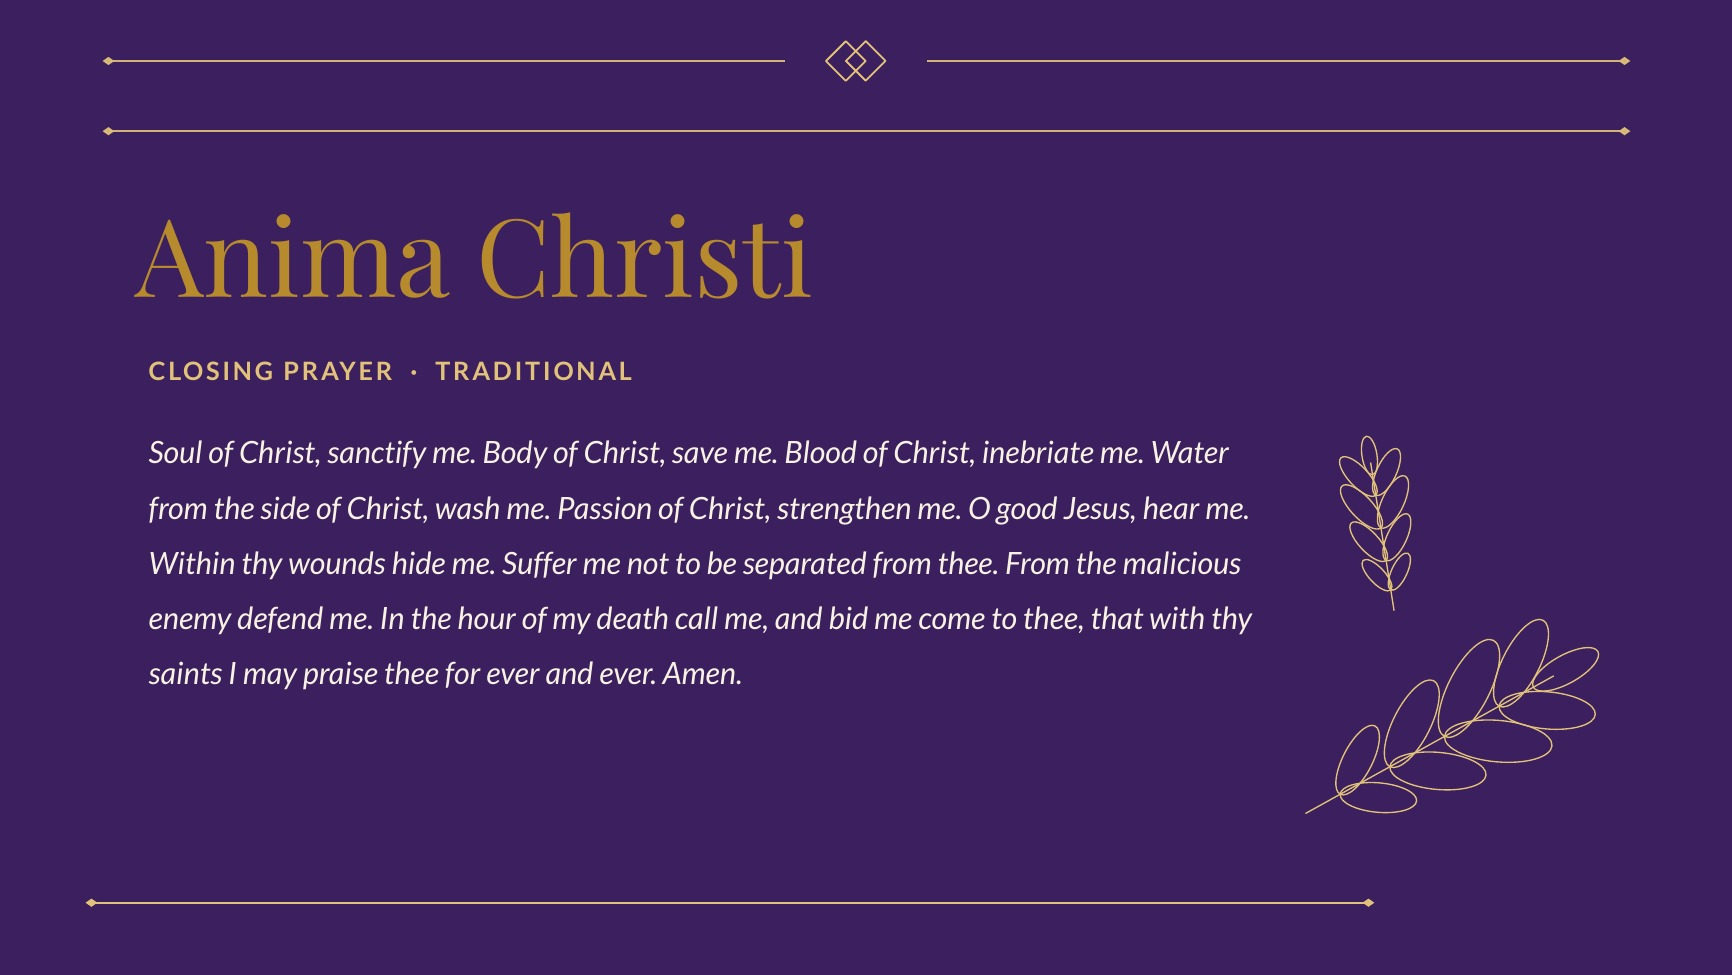 Anima Christi
CLOSING PRAYER · TRADITIONAL
Soul of Christ, sanctify me. Body of Christ, save me. Blood of Christ, inebriate me. Water
from the side of Christ, wash me. Passion of Christ, strengthen me. O good Jesus, hear me.
Within thy wounds hide me. Suffer me not to be separated from thee. From the malicious
enemy defend me. In the hour of my death call me, and bid me come to thee, that with thy
saints I may praise thee for ever and ever. Amen.